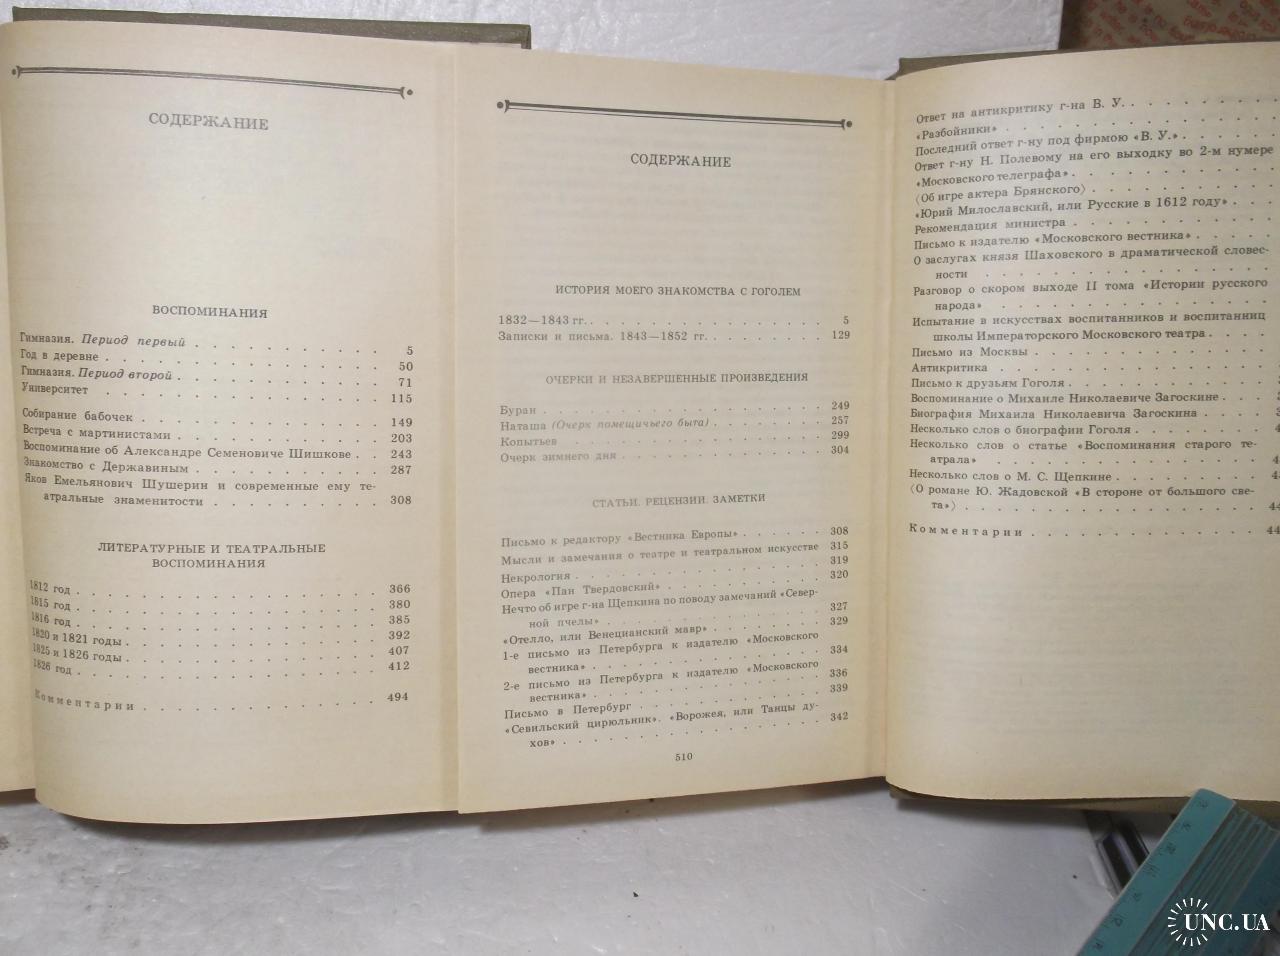 СОДЕРЖАНИЕ
ВОСПОМИНАНИЯ
Гимназия. Период первый . . . . . . . . . . . 5
Год в деревне . . . . . . . . . . . . . . . 50
Гимназия. Период второй . . . . . . . . . . . 71
Университет . . . . . . . . . . . . . . . 115
Собирание бабочек . . . . . . . . . . . . . 149
Встреча с мартинистами . . . . . . . . . . . 203
Воспоминание об Александре Семеновиче Шишкове . . 243
Знакомство с Державиным . . . . . . . . . . 287
Яков Емельянович Шушерин и современные ему те-
атральные знаменитости . . . . . . . . . . 308
ЛИТЕРАТУРНЫЕ И ТЕАТРАЛЬНЫЕ
ВОСПОМИНАНИЯ
1812 год . . . . . . . . . . . . . . . . 366
1815 год . . . . . . . . . . . . . . . . 380
1816 год . . . . . . . . . . . . . . . . 385
1820 и 1821 годы . . . . . . . . . . . . . 392
1825 и 1826 годы . . . . . . . . . . . . . 407
1826 год . . . . . . . . . . . . . . . . 412
Комментарии . . . . . . . . . . . . . 494
СОДЕРЖАНИЕ
ИСТОРИЯ МОЕГО ЗНАКОМСТВА С ГОГОЛЕМ
1832—1843 гг. . . . . . . . . . . . . . . 5
Записки и письма. 1843—1852 гг. . . . . . . . 129
ОЧЕРКИ И НЕЗАВЕРШЕННЫЕ ПРОИЗВЕДЕНИЯ
Буран . . . . . . . . . . . . . . . . . 249
Наташа (Очерк помещичьего быта) . . . . . . . 257
Копытьев . . . . . . . . . . . . . . . 299
Очерк зимнего дня . . . . . . . . . . . . 304
СТАТЬИ. РЕЦЕНЗИИ. ЗАМЕТКИ
Письмо к редактору «Вестника Европы» . . . . . 308
Мысли и замечания о театре и театральном искусстве 315
Некрология . . . . . . . . . . . . . . . 319
Опера «Пан Твердовский» . . . . . . . . . . 320
Нечто об игре г-на Щепкина по поводу замечаний «Север-
ной пчелы» . . . . . . . . . . . . . . 327
«Отелло, или Венецианский мавр» . . . . . . . 329
1-е письмо из Петербурга к издателю «Московского
вестника» . . . . . . . . . . . . . . 334
2-е письмо из Петербурга к издателю «Московского
вестника» . . . . . . . . . . . . . . 336
Письмо в Петербург . . . . . . . . . . . . 339
«Севильский цирюльник». «Ворожея, или Танцы ду-
хов» . . . . . . . . . . . . . . . . 342
510
Ответ на антикритику г-на В. У. . . . . . . . .
«Разбойники» . . . . . . . . . . . . . . .
Последний ответ г-ну под фирмою «В. У.» . . . . .
Ответ г-ну Н. Полевому на его выходку во 2-м нумере
«Московского телеграфа» . . . . . . . . . . .
(Об игре актера Брянского) . . . . . . . . . .
«Юрий Милославский, или Русские в 1612 году» . . .
Рекомендация министра . . . . . . . . . . .
Письмо к издателю «Московского вестника» . . . . .
О заслугах князя Шаховского в драматической словес-
ности . . . . . . . . . . . . . . . .
Разговор о скором выходе II тома «Истории русского
народа» . . . . . . . . . . . . . . .
Испытание в искусствах воспитанников и воспитанниц
школы Императорского Московского театра . . . .
Письмо из Москвы . . . . . . . . . . . . .
Антикритика . . . . . . . . . . . . . . .
Письмо к друзьям Гоголя . . . . . . . . . . .
Воспоминание о Михаиле Николаевиче Загоскине . . .
Биография Михаила Николаевича Загоскина . . . . .
Несколько слов о биографии Гоголя . . . . . . .
Несколько слов о статье «Воспоминания старого те-
атрала» . . . . . . . . . . . . . . .
Несколько слов о М. С. Щепкине . . . . . . . .
(О романе Ю. Жадовской «В стороне от большого све-
та») . . . . . . . . . . . . . . . .
Комментарии . . . . . . . . . . . . .
UNC.UA